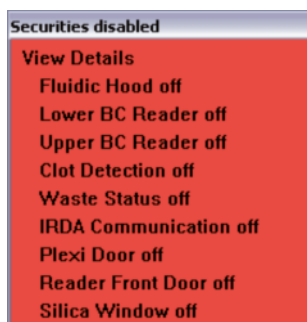 Securities disabled
View Details
Fluidic Hood off
Lower BC Reader off
Upper BC Reader off
Clot Detection off
Waste Status off
IRDA Communication off
Plexi Door off
Reader Front Door off
Silica Window off